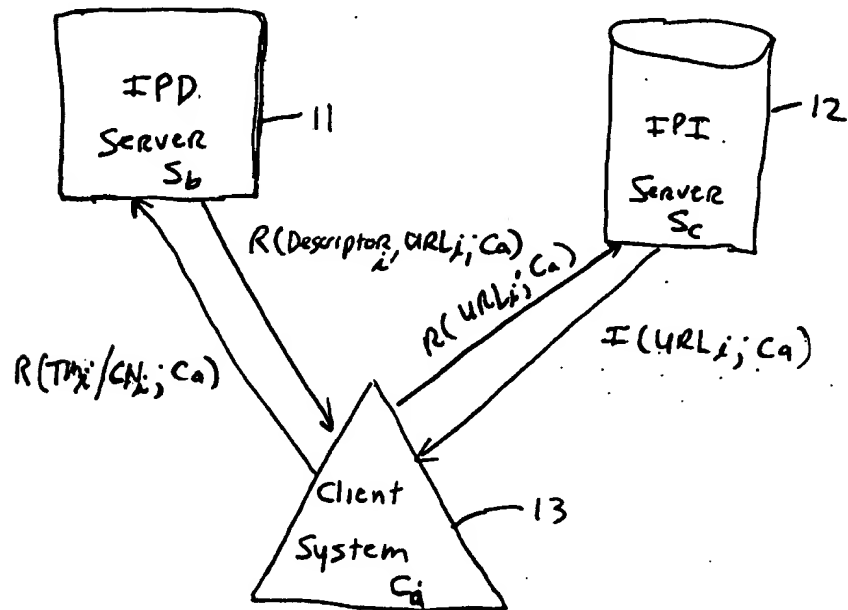 IPD.
Server
Sb
11
IPI
Server
Sc
12
R(Descriptor i, URLi; Ca)
R(URLi; Ca)
I(URLi; Ca)
R(TMi/CNi; Ca)
Client
System
Ca
13